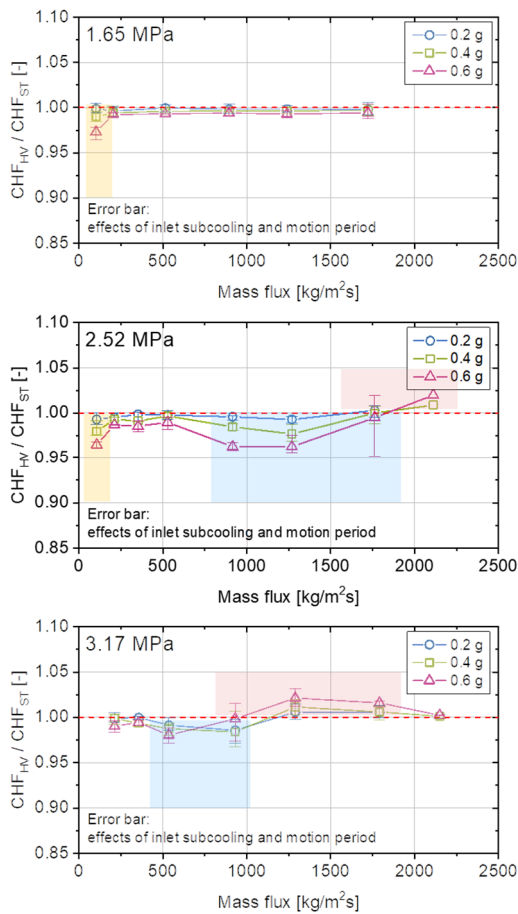 1.10
1.05
1.00
0.95
0.90
0.85
CHF_HV / CHF_ST [-]
1.65 MPa
0.2 g
0.4 g
0.6 g
Error bar:
effects of inlet subcooling and motion period
0 500 1000 1500 2000 2500
Mass flux [kg/m²s]
1.10
1.05
1.00
0.95
0.90
0.85
CHF_HV / CHF_ST [-]
2.52 MPa
0.2 g
0.4 g
0.6 g
Error bar:
effects of inlet subcooling and motion period
0 500 1000 1500 2000 2500
Mass flux [kg/m²s]
1.10
1.05
1.00
0.95
0.90
0.85
CHF_HV / CHF_ST [-]
3.17 MPa
0.2 g
0.4 g
0.6 g
Error bar:
effects of inlet subcooling and motion period
0 500 1000 1500 2000 2500
Mass flux [kg/m²s]